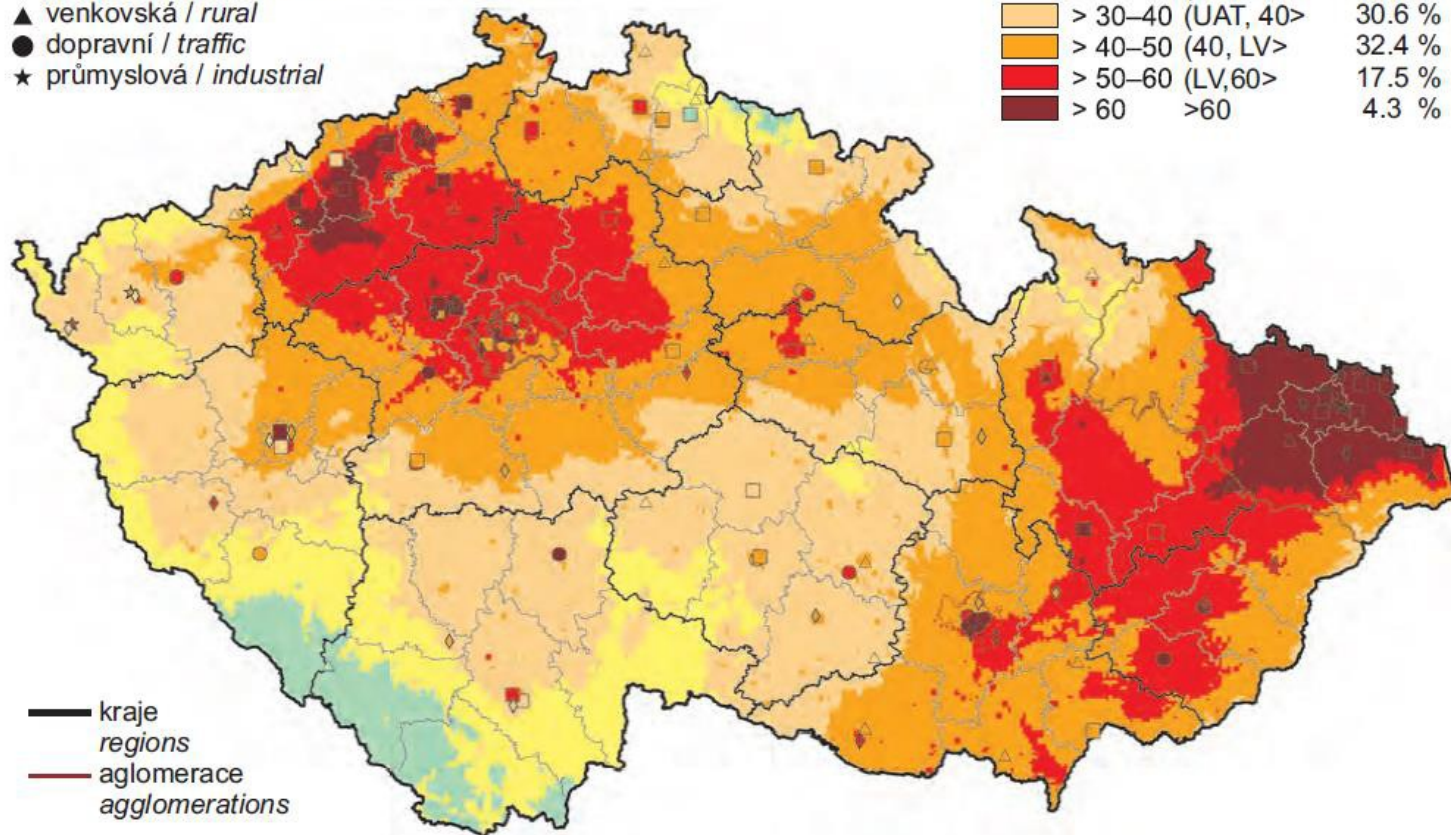 ▲ venkovská / rural
● dopravní / traffic
★ průmyslová / industrial
> 30–40 (UAT, 40> 30.6 %
> 40–50 (40, LV> 32.4 %
> 50–60 (LV,60> 17.5 %
> 60 >60 4.3 %
kraje
regions
aglomerace
agglomerations